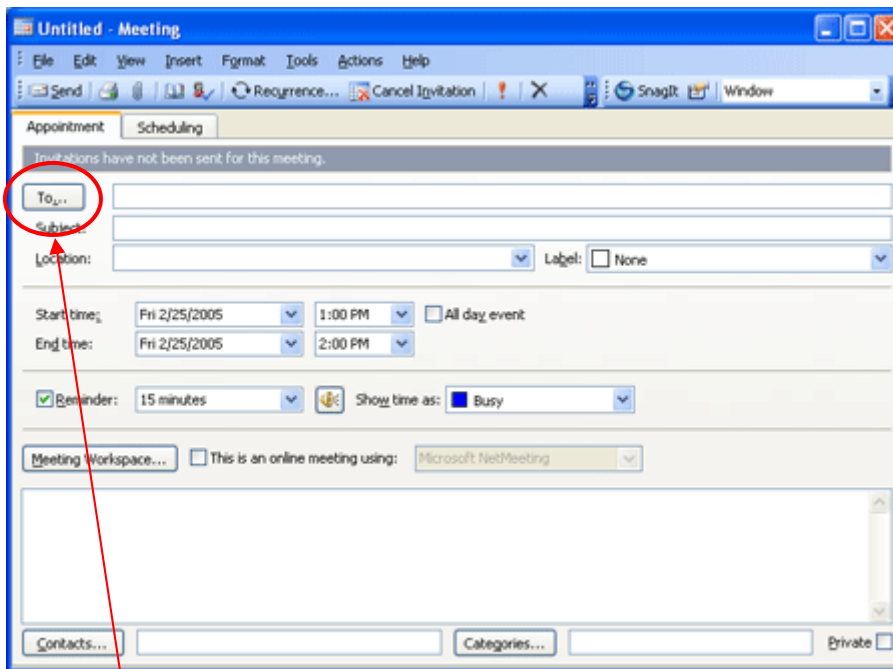 Untitled - Meeting
File Edit View Insert Format Tools Actions Help
Send Recurrence... Cancel Invitation ! SnagIt Window
Appointment Scheduling
Invitations have not been sent for this meeting.
To...
Subject:
Location: Label: None
Start time: Fri 2/25/2005 1:00 PM All day event
End time: Fri 2/25/2005 2:00 PM
Reminder: 15 minutes Show time as: Busy
Meeting Workspace... This is an online meeting using: Microsoft NetMeeting
Contacts... Categories... Private